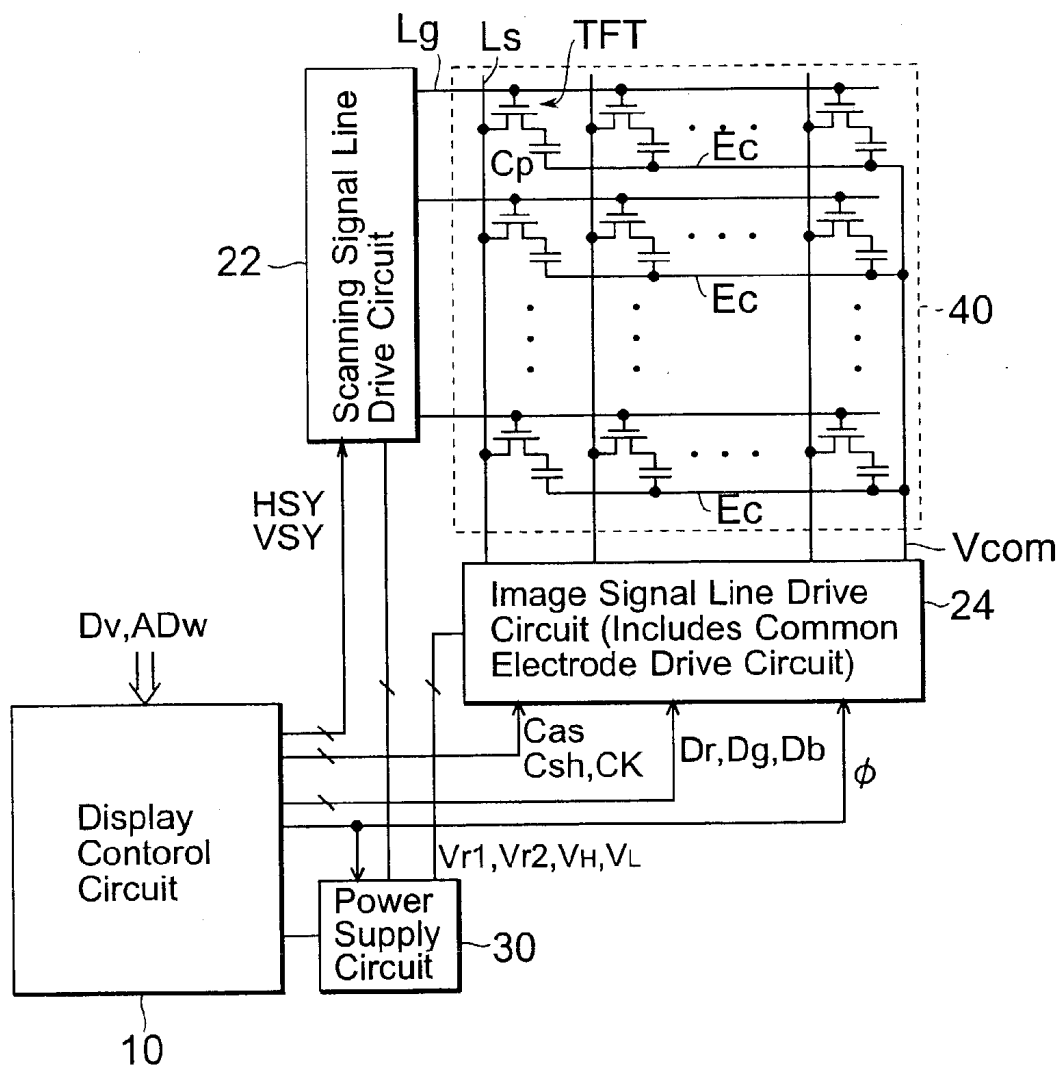 Lg
Ls
TFT
Cp
Ec
22
Scanning Signal Line
Drive Circuit
Ec
40
Ec
HSY
VSY
Vcom
Image Signal Line Drive
Circuit (Includes Common
Electrode Drive Circuit)
24
Dv,ADw
Cas
Csh,CK
Dr,Dg,Db
ϕ
Display
Contorol
Circuit
Vr1,Vr2,VH,VL
Power
Supply
Circuit
30
10